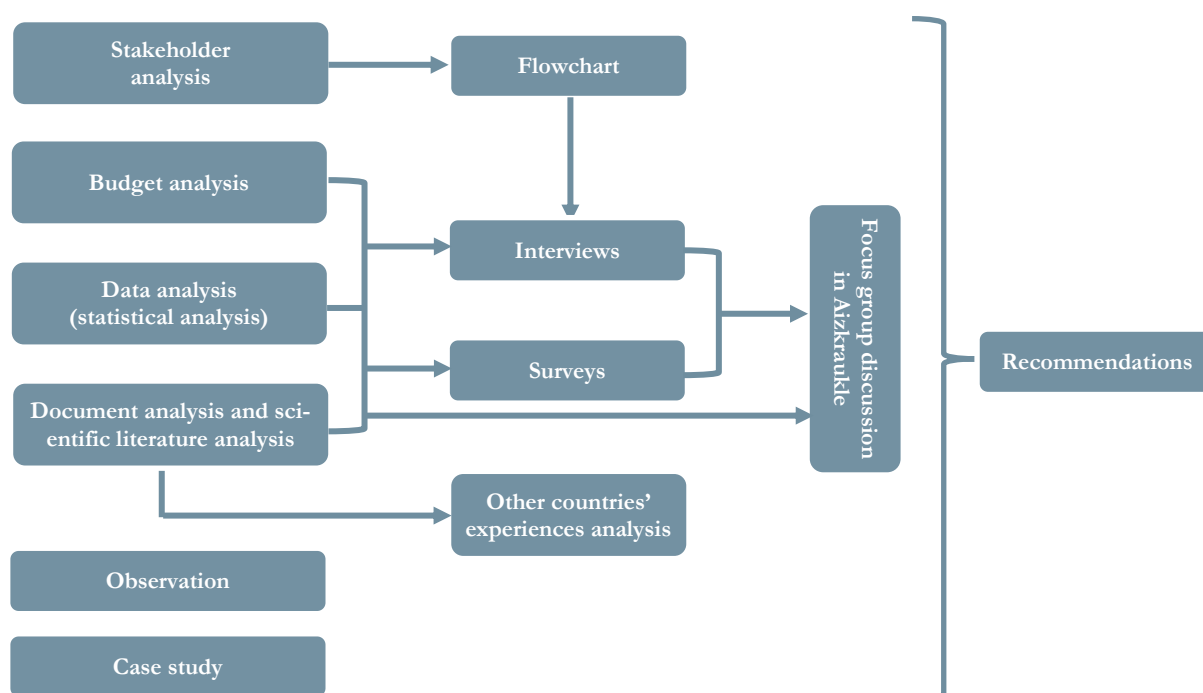 Stakeholder
analysis
Flowchart
Budget analysis
Interviews
Data analysis
(statistical analysis)
Surveys
Focus group discussion
in Aizkraukle
Recommendations
Document analysis and sci-
entific literature analysis
Other countries’
experiences analysis
Observation
Case study